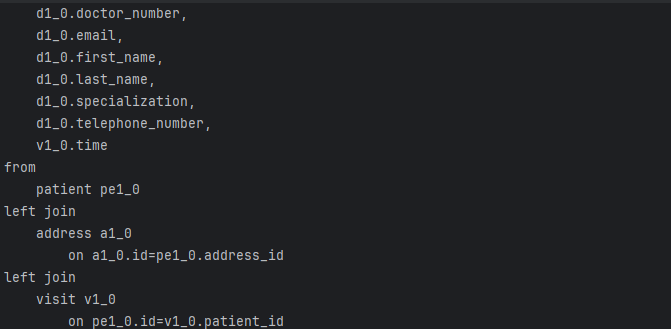 d1_0.doctor_number,
d1_0.email,
d1_0.first_name,
d1_0.last_name,
d1_0.specialization,
d1_0.telephone_number,
v1_0.time
from
patient pe1_0
left join
address a1_0
on a1_0.id=pe1_0.address_id
left join
visit v1_0
on pe1_0.id=v1_0.patient_id